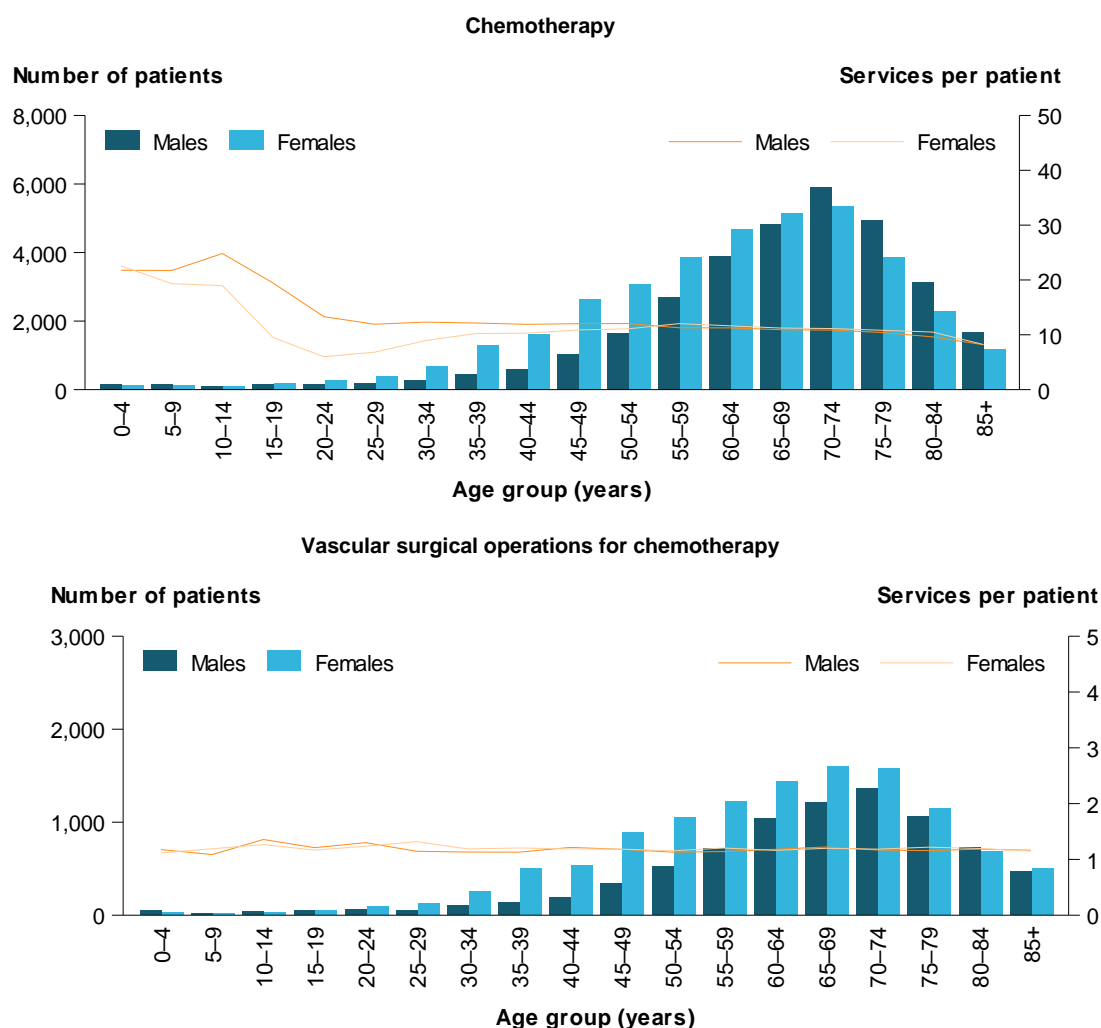 Chemotherapy
Number of patients Services per patient
8,000 50
Males Females Males Females
40
6,000
30
4,000
20
2,000
10
0 0
0–4 5–9 10–14 15–19 20–24 25–29 30–34 35–39 40–44 45–49 50–54 55–59 60–64 65–69 70–74 75–79 80–84 85+
Age group (years)
Vascular surgical operations for chemotherapy
Number of patients Services per patient
3,000 5
Males Females Males Females
4
2,000
3
2
1,000
1
0 0
0–4 5–9 10–14 15–19 20–24 25–29 30–34 35–39 40–44 45–49 50–54 55–59 60–64 65–69 70–74 75–79 80–84 85+
Age group (years)